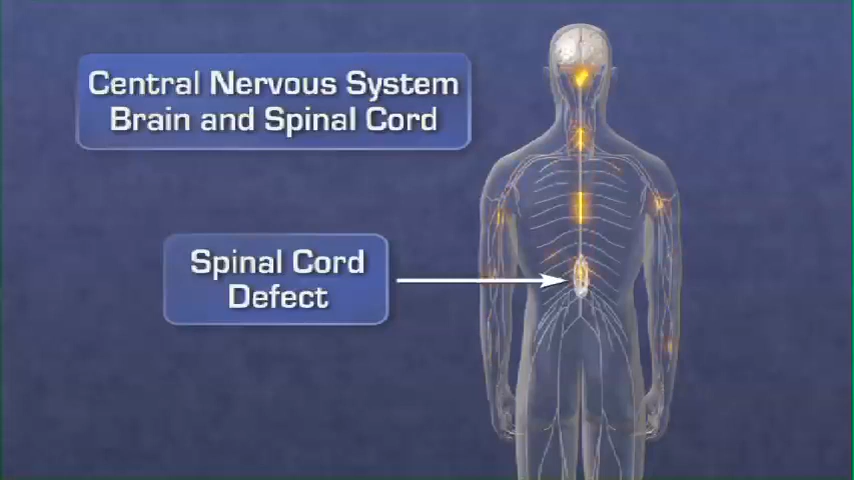 Central Nervous System
Brain and Spinal Cord
Spinal Cord
Defect